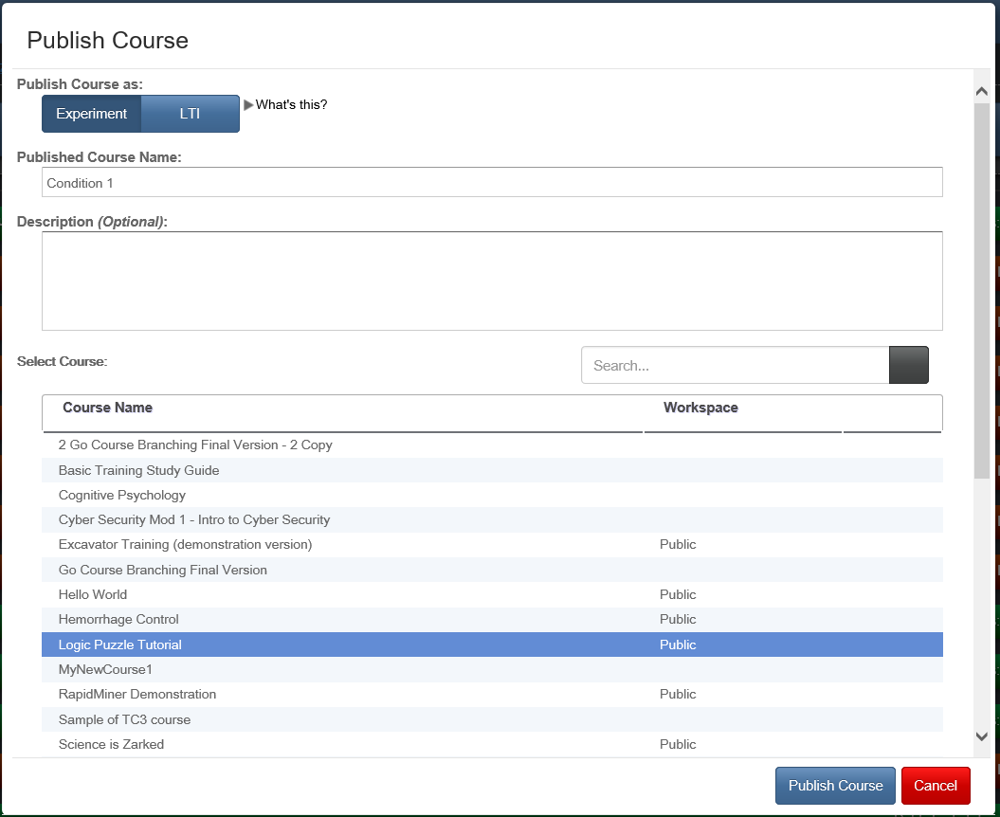 Publish Course
Publish Course as:
Experiment LTI What's this?
Published Course Name:
Condition 1
Description (Optional):
Select Course: Search...
Course Name Workspace
2 Go Course Branching Final Version - 2 Copy
Basic Training Study Guide
Cognitive Psychology
Cyber Security Mod 1 - Intro to Cyber Security
Excavator Training (demonstration version) Public
Go Course Branching Final Version
Hello World Public
Hemorrhage Control Public
Logic Puzzle Tutorial Public
MyNewCourse1
RapidMiner Demonstration Public
Sample of TC3 course
Science is Zarked Public
Publish Course Cancel